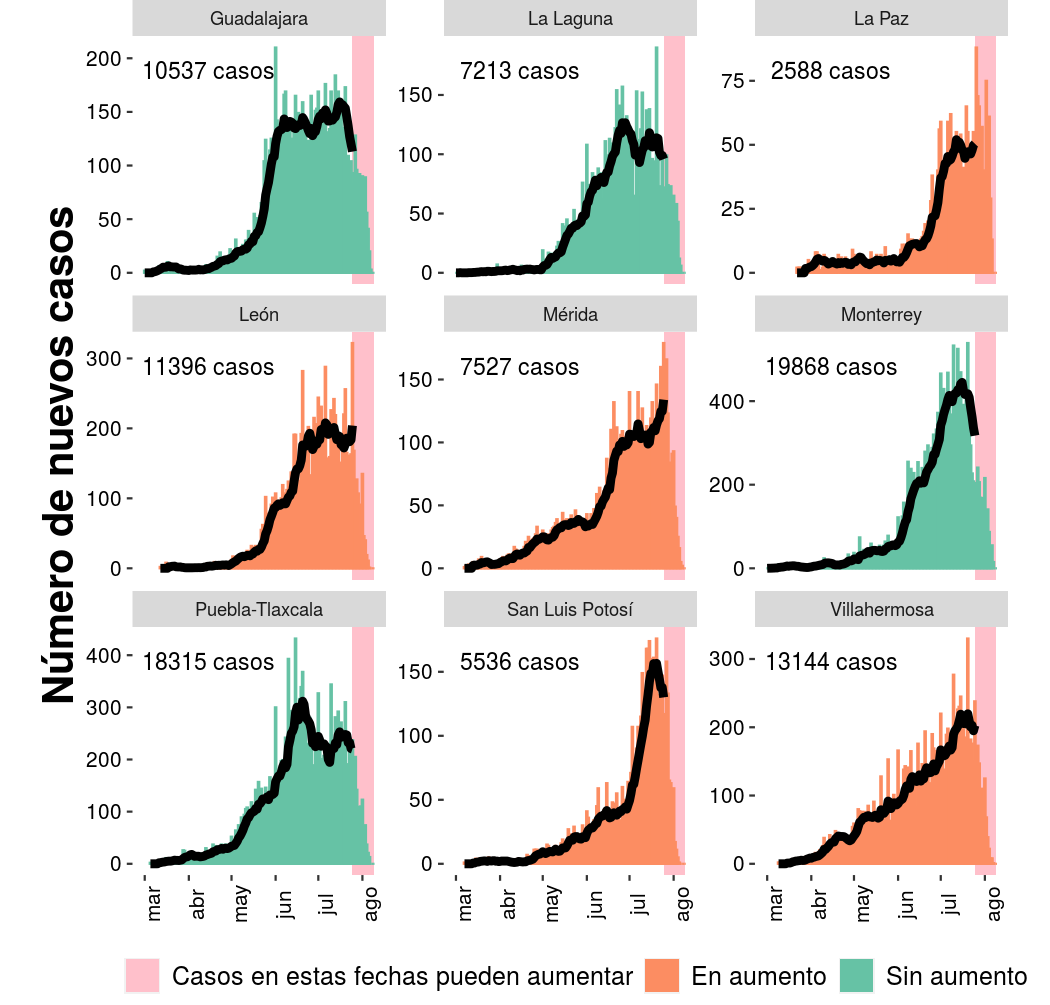 Número de nuevos casos
Guadalajara
La Laguna
La Paz
200
150
100
50
0
10537 casos
150
100
50
0
7213 casos
75
50
25
0
2588 casos
León
Mérida
Monterrey
300
200
100
0
11396 casos
150
100
50
0
7527 casos
400
200
0
19868 casos
Puebla-Tlaxcala
San Luis Potosí
Villahermosa
400
300
200
100
0
18315 casos
150
100
50
0
5536 casos
300
200
100
0
13144 casos
mar abr may jun jul ago
mar abr may jun jul ago
mar abr may jun jul ago
Casos en estas fechas pueden aumentar En aumento Sin aumento